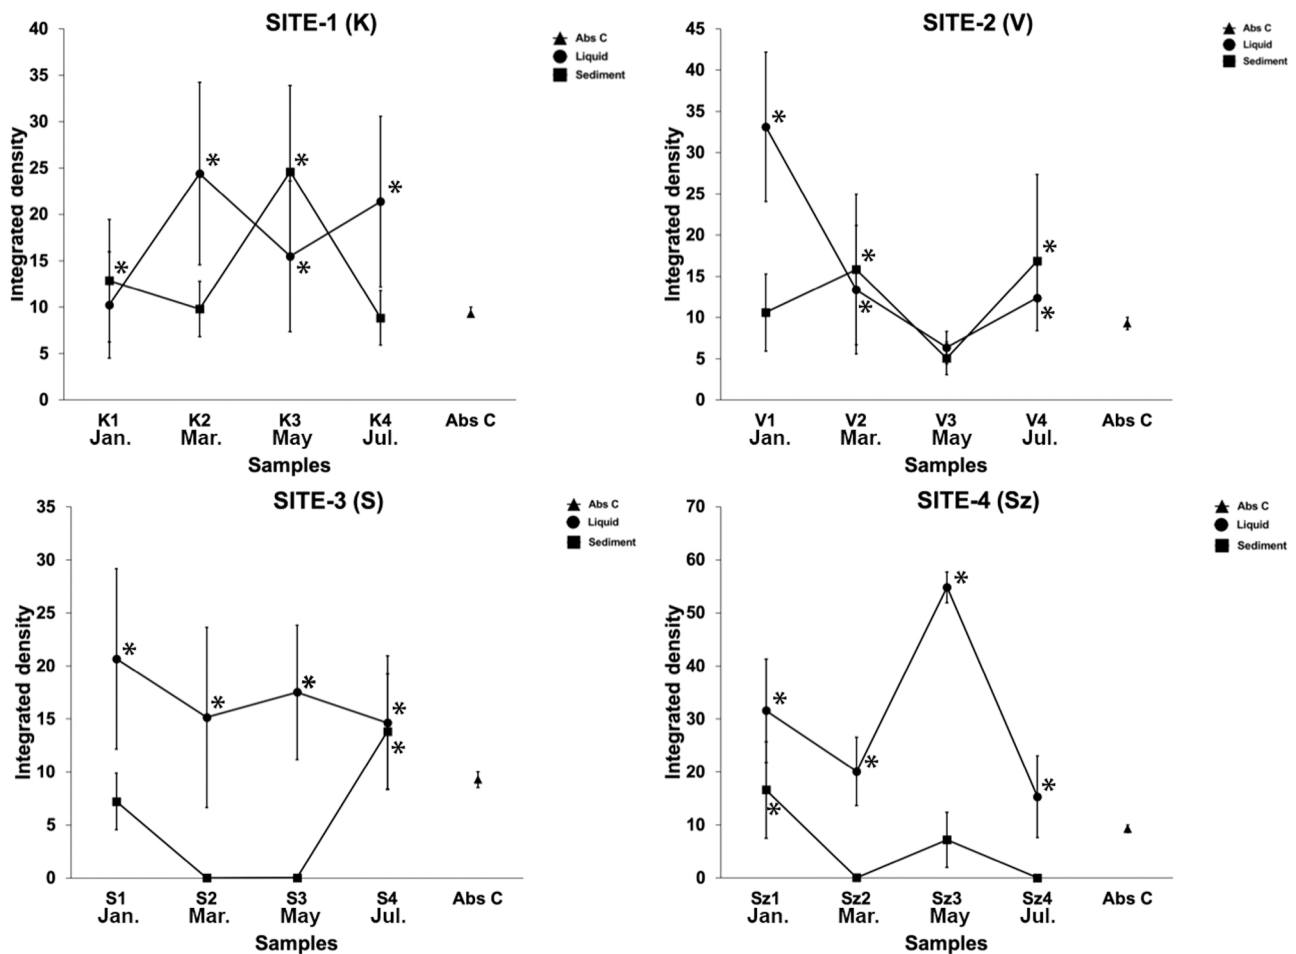 SITE-1 (K)
Abs C
Liquid
Sediment
Integrated density
40
35
30
25
20
15
10
5
0
* * * * *
K1 K2 K3 K4 Abs C
Jan. Mar. May Jul.
Samples
SITE-2 (V)
Abs C
Liquid
Sediment
Integrated density
45
40
35
30
25
20
15
10
5
0
* * * * *
V1 V2 V3 V4 Abs C
Jan. Mar. May Jul.
Samples
SITE-3 (S)
Abs C
Liquid
Sediment
Integrated density
35
30
25
20
15
10
5
0
* * * * *
S1 S2 S3 S4 Abs C
Jan. Mar. May Jul.
Samples
SITE-4 (Sz)
Abs C
Liquid
Sediment
Integrated density
70
60
50
40
30
20
10
0
* * * * *
Sz1 Sz2 Sz3 Sz4 Abs C
Jan. Mar. May Jul.
Samples